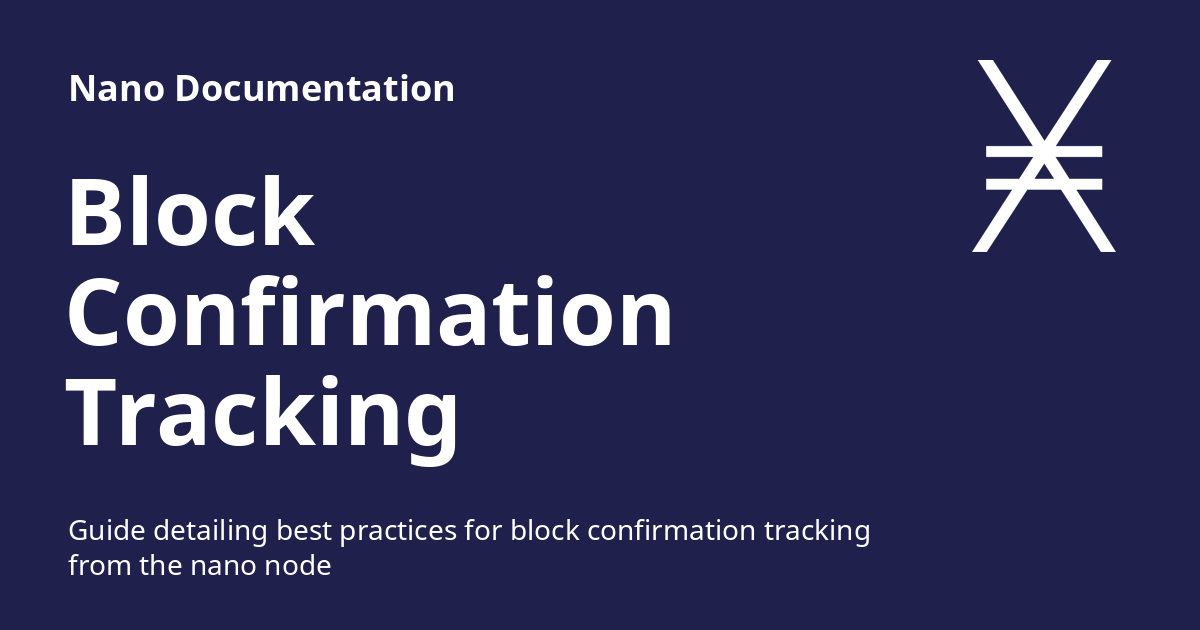 Nano Documentation
Block
Confirmation
Tracking
Guide detailing best practices for block confirmation tracking
from the nano node